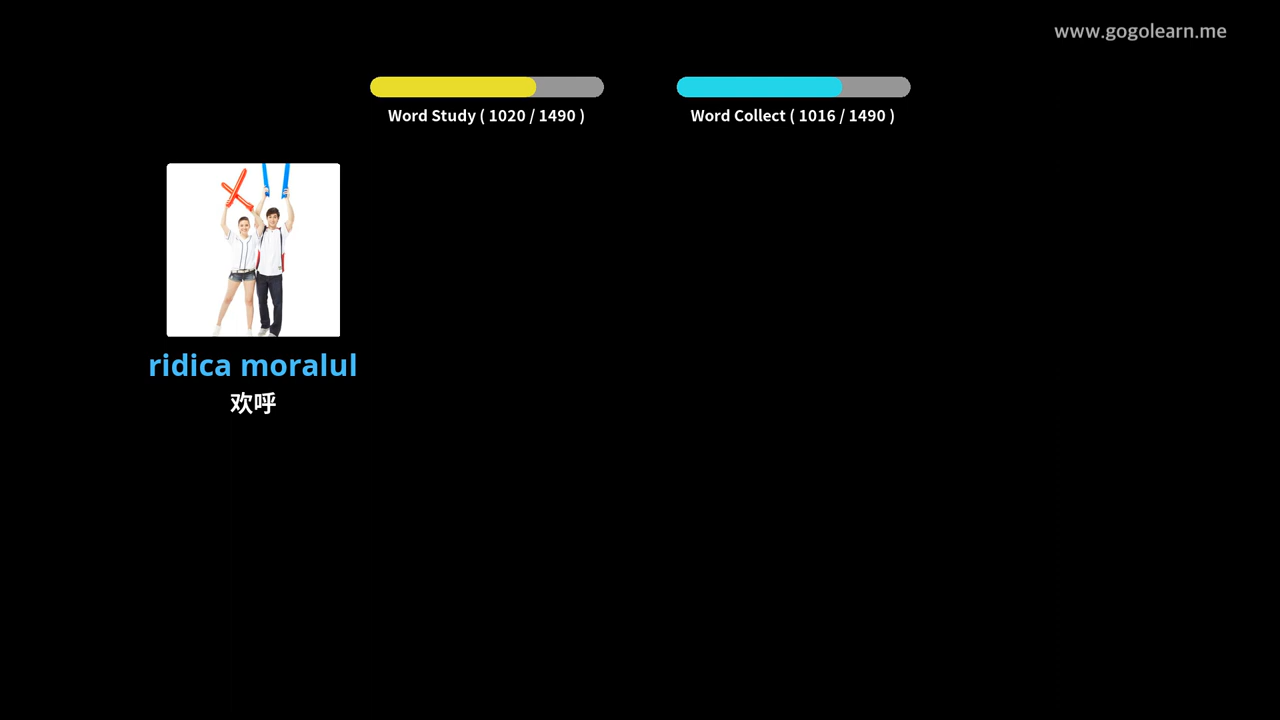 www.gogolearn.me
Word Study ( 1020 / 1490 )
Word Collect ( 1016 / 1490 )
ridica moralul
欢呼